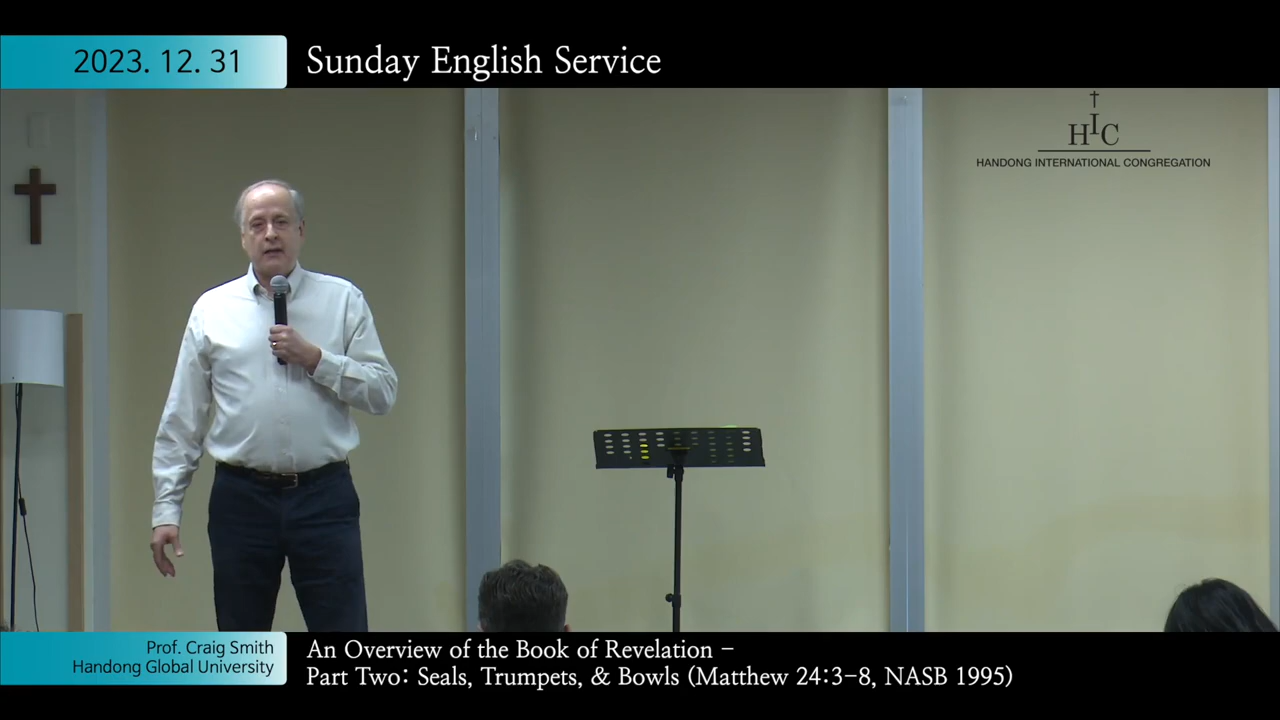 2023. 12. 31
Sunday English Service
HIC
HANDONG INTERNATIONAL CONGREGATION
Prof. Craig Smith
Handong Global University
An Overview of the Book of Revelation –
Part Two: Seals, Trumpets, & Bowls (Matthew 24:3-8, NASB 1995)